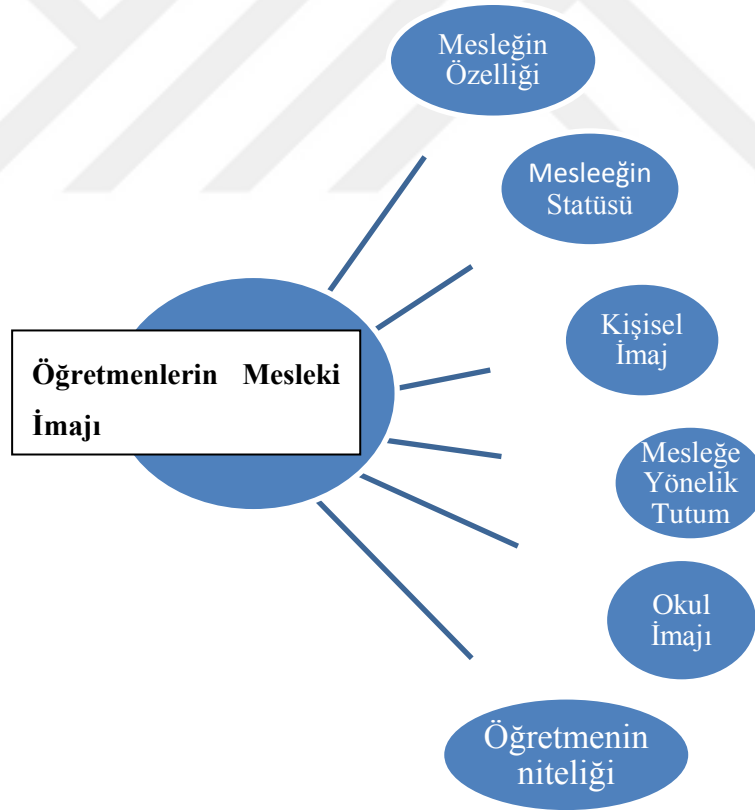 Mesleğin
Özelliği
Mesleeğin
Statüsü
Kişisel
İmaj
Öğretmenlerin Mesleki
İmajı
Mesleğe
Yönelik
Tutum
Okul
İmajı
Öğretmenin
niteliği